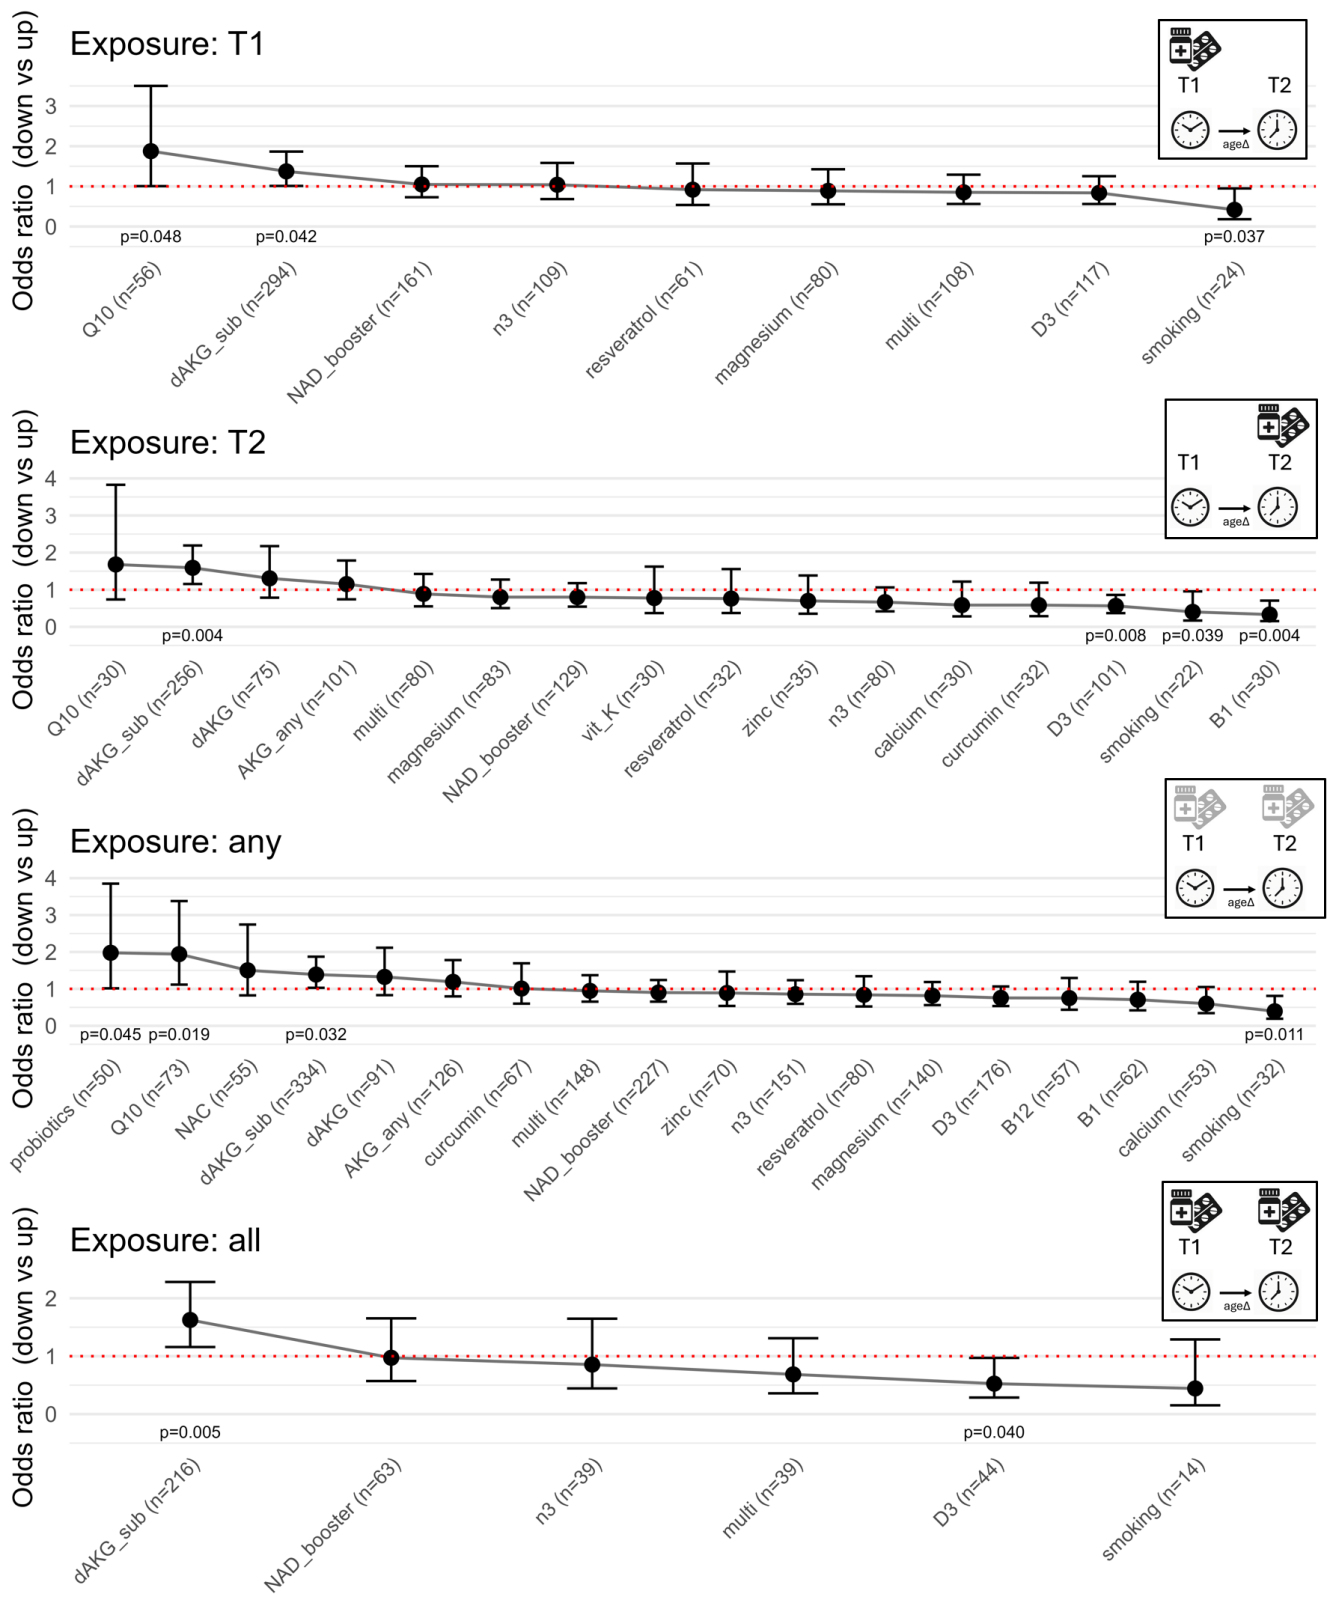 Exposure: T1
Odds ratio (down vs up)
3
2
1
0
p=0.048
p=0.042
p=0.037
Q10 (n=56)
dAKG_sub (n=294)
NAD_booster (n=161)
n3 (n=109)
resveratrol (n=61)
magnesium (n=80)
multi (n=108)
D3 (n=117)
smoking (n=24)
T1
T2
ageΔ
Exposure: T2
Odds ratio (down vs up)
4
3
2
1
0
p=0.004
p=0.008
p=0.039
p=0.004
Q10 (n=30)
dAKG_sub (n=256)
dAKG (n=75)
AKG_any (n=101)
multi (n=80)
magnesium (n=83)
NAD_booster (n=129)
vit_K (n=30)
resveratrol (n=32)
zinc (n=35)
n3 (n=80)
calcium (n=30)
curcumin (n=32)
D3 (n=101)
smoking (n=22)
B1 (n=30)
T1
T2
ageΔ
Exposure: any
Odds ratio (down vs up)
4
3
2
1
0
p=0.045
p=0.019
p=0.032
p=0.011
probiotics (n=50)
Q10 (n=73)
NAC (n=55)
dAKG_sub (n=334)
dAKG (n=91)
AKG_any (n=126)
curcumin (n=67)
multi (n=148)
NAD_booster (n=227)
zinc (n=70)
n3 (n=151)
resveratrol (n=80)
magnesium (n=140)
D3 (n=176)
B12 (n=57)
B1 (n=62)
calcium (n=53)
smoking (n=32)
T1
T2
ageΔ
Exposure: all
Odds ratio (down vs up)
2
1
0
p=0.005
p=0.040
dAKG_sub (n=216)
NAD_booster (n=63)
n3 (n=39)
multi (n=39)
D3 (n=44)
smoking (n=14)
T1
T2
ageΔ